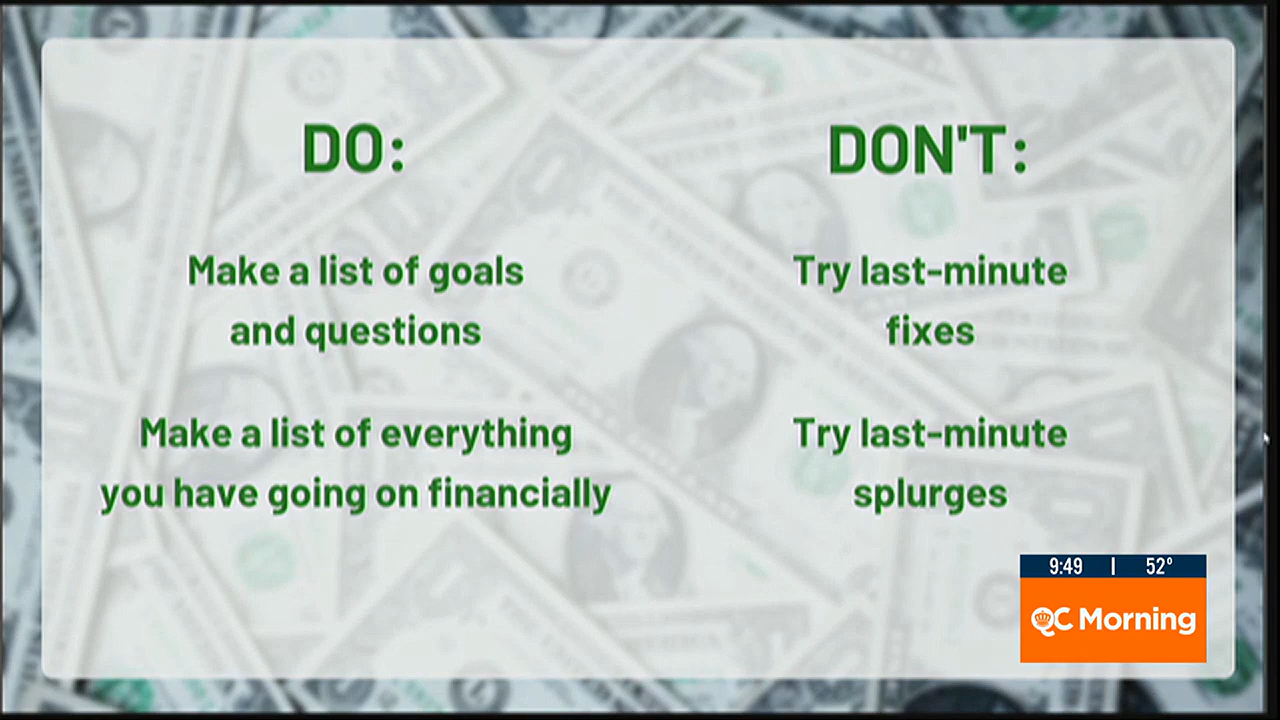 DO:
Make a list of goals
and questions
Make a list of everything
you have going on financially
DON'T:
Try last-minute
fixes
Try last-minute
splurges
9:49 | 52°
QC Morning